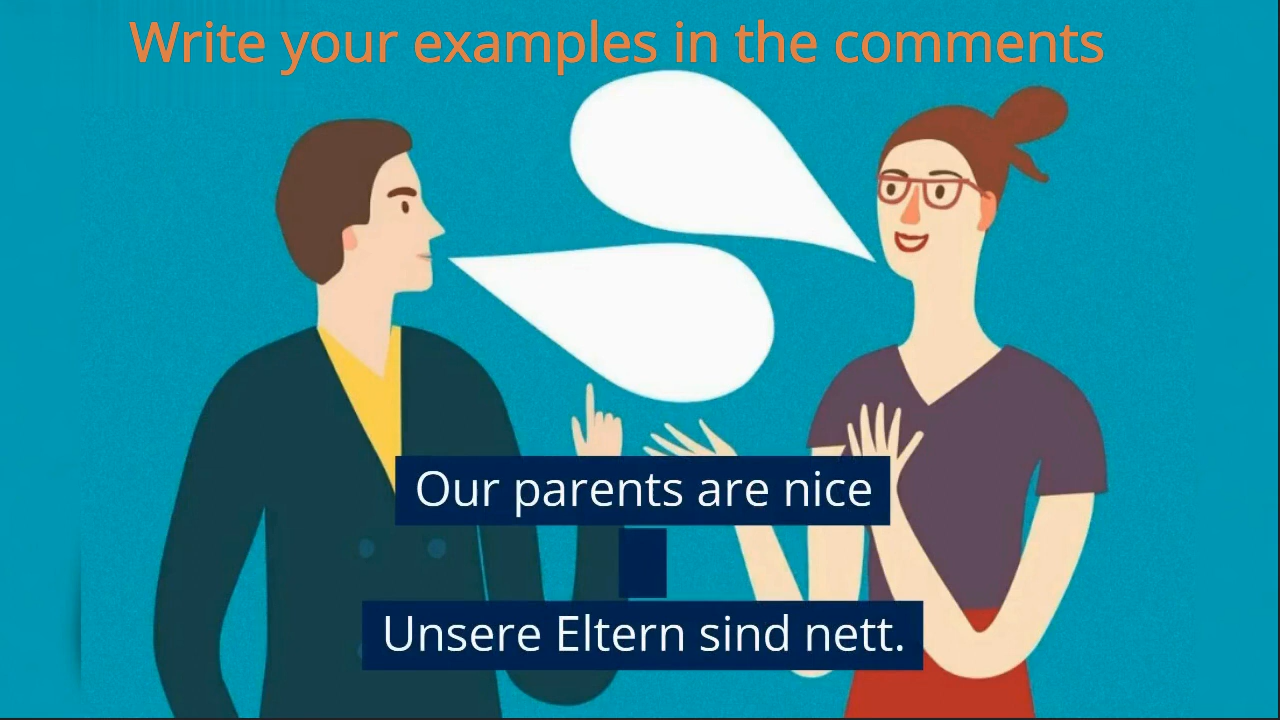 Write your examples in the comments
Our parents are nice
Unsere Eltern sind nett.